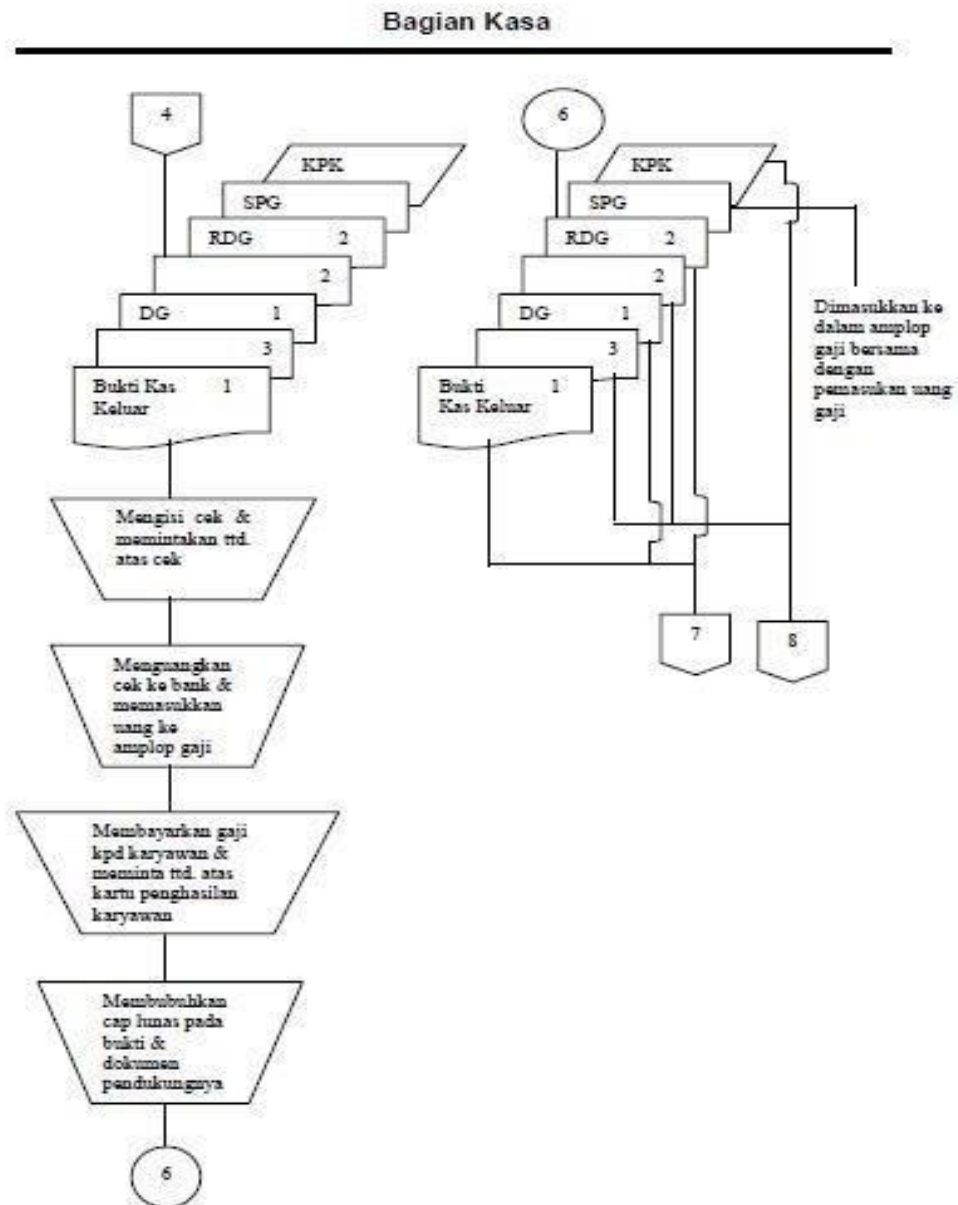 Bagian Kasa
4
KPK
SPG
RDG 2
2
DG 1
3
Bukti Kas 1
Keluar
Mengisi cek &
memintakan ttd.
atas cek
Menguangkan
cek ke bank &
memasukkan
uang ke
amplop gaji
Membayarkan gaji
kpd karyawan &
meminta ttd. atas
kartu penghasilan
karyawan
Membubuhkan
cap lunas pada
bukti &
dokumen
pendukungnya
6
6
KPK
SPG
RDG 2
2
DG 1
3
Bukti 1
Kas Keluar
Dimasukkan ke
dalam amplop
gaji bersama
dengan
pemasukan uang
gaji
7
8